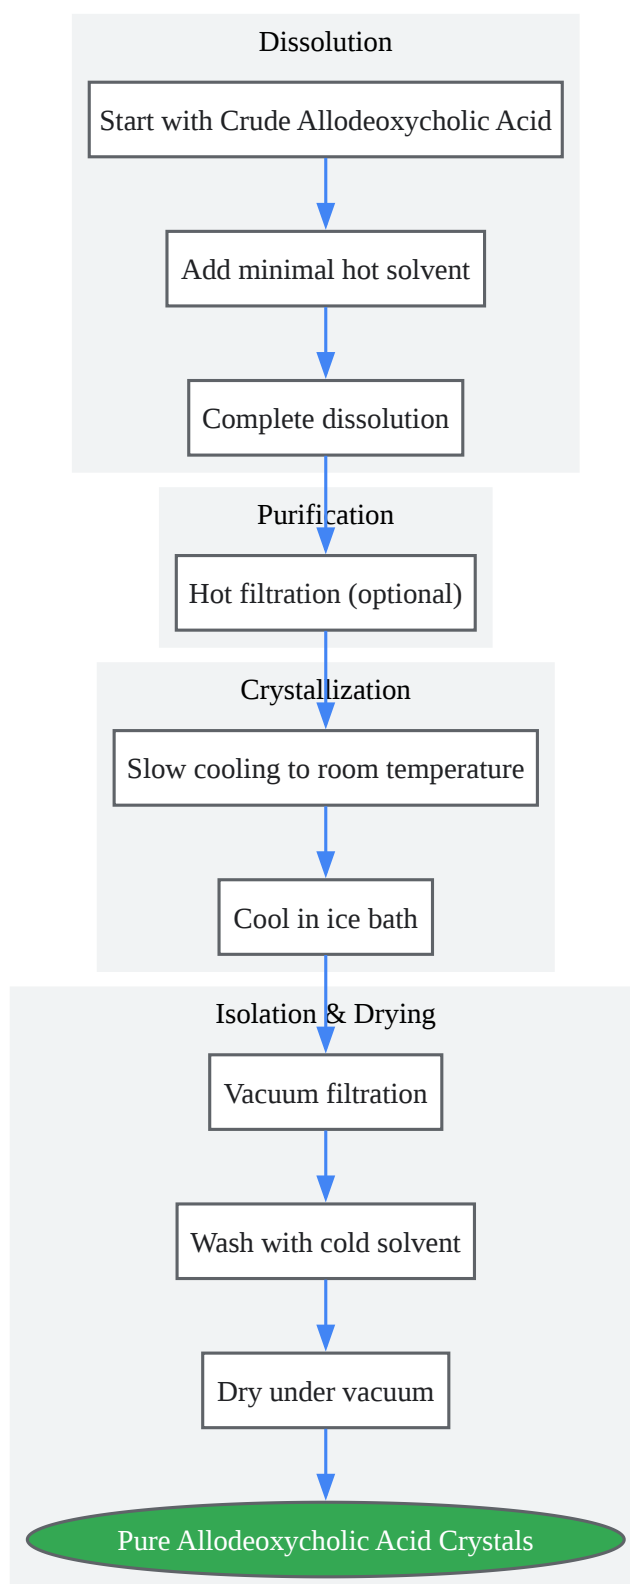 Dissolution
Start with Crude Allodeoxycholic Acid
Add minimal hot solvent
Complete dissolution
Purification
Hot filtration (optional)
Crystallization
Slow cooling to room temperature
Cool in ice bath
Isolation & Drying
Vacuum filtration
Wash with cold solvent
Dry under vacuum
Pure Allodeoxycholic Acid Crystals